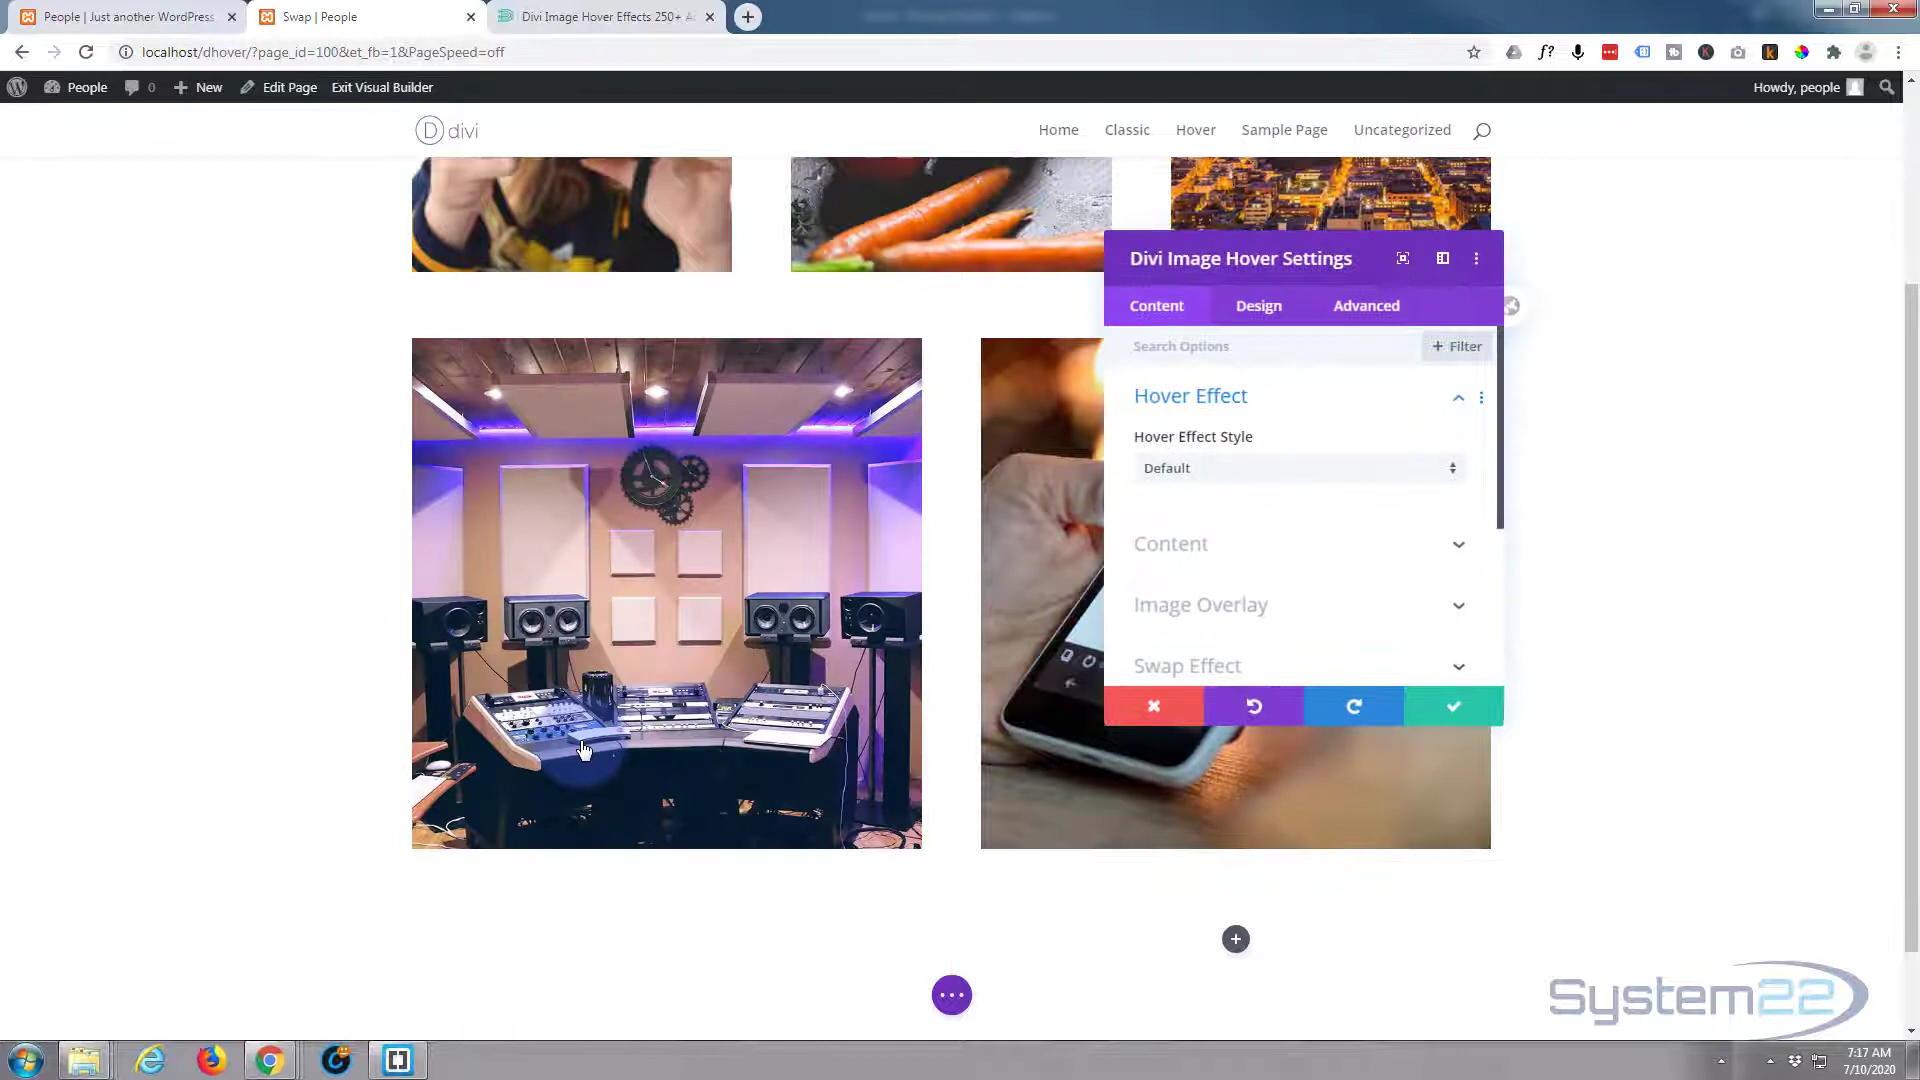 People | Just another WordPress
Swap | People
Divi Image Hover Effects 250+ A
localhost/dhover/?page_id=100&et_fb=1&PageSpeed=off
People 0 New Edit Page Exit Visual Builder
Howdy, people
D divi
Home Classic Hover Sample Page Uncategorized
Divi Image Hover Settings
Content Design Advanced
Search Options
+ Filter
Hover Effect
Hover Effect Style
Default
Content
Image Overlay
Swap Effect
System22
7:17 AM
7/10/2020